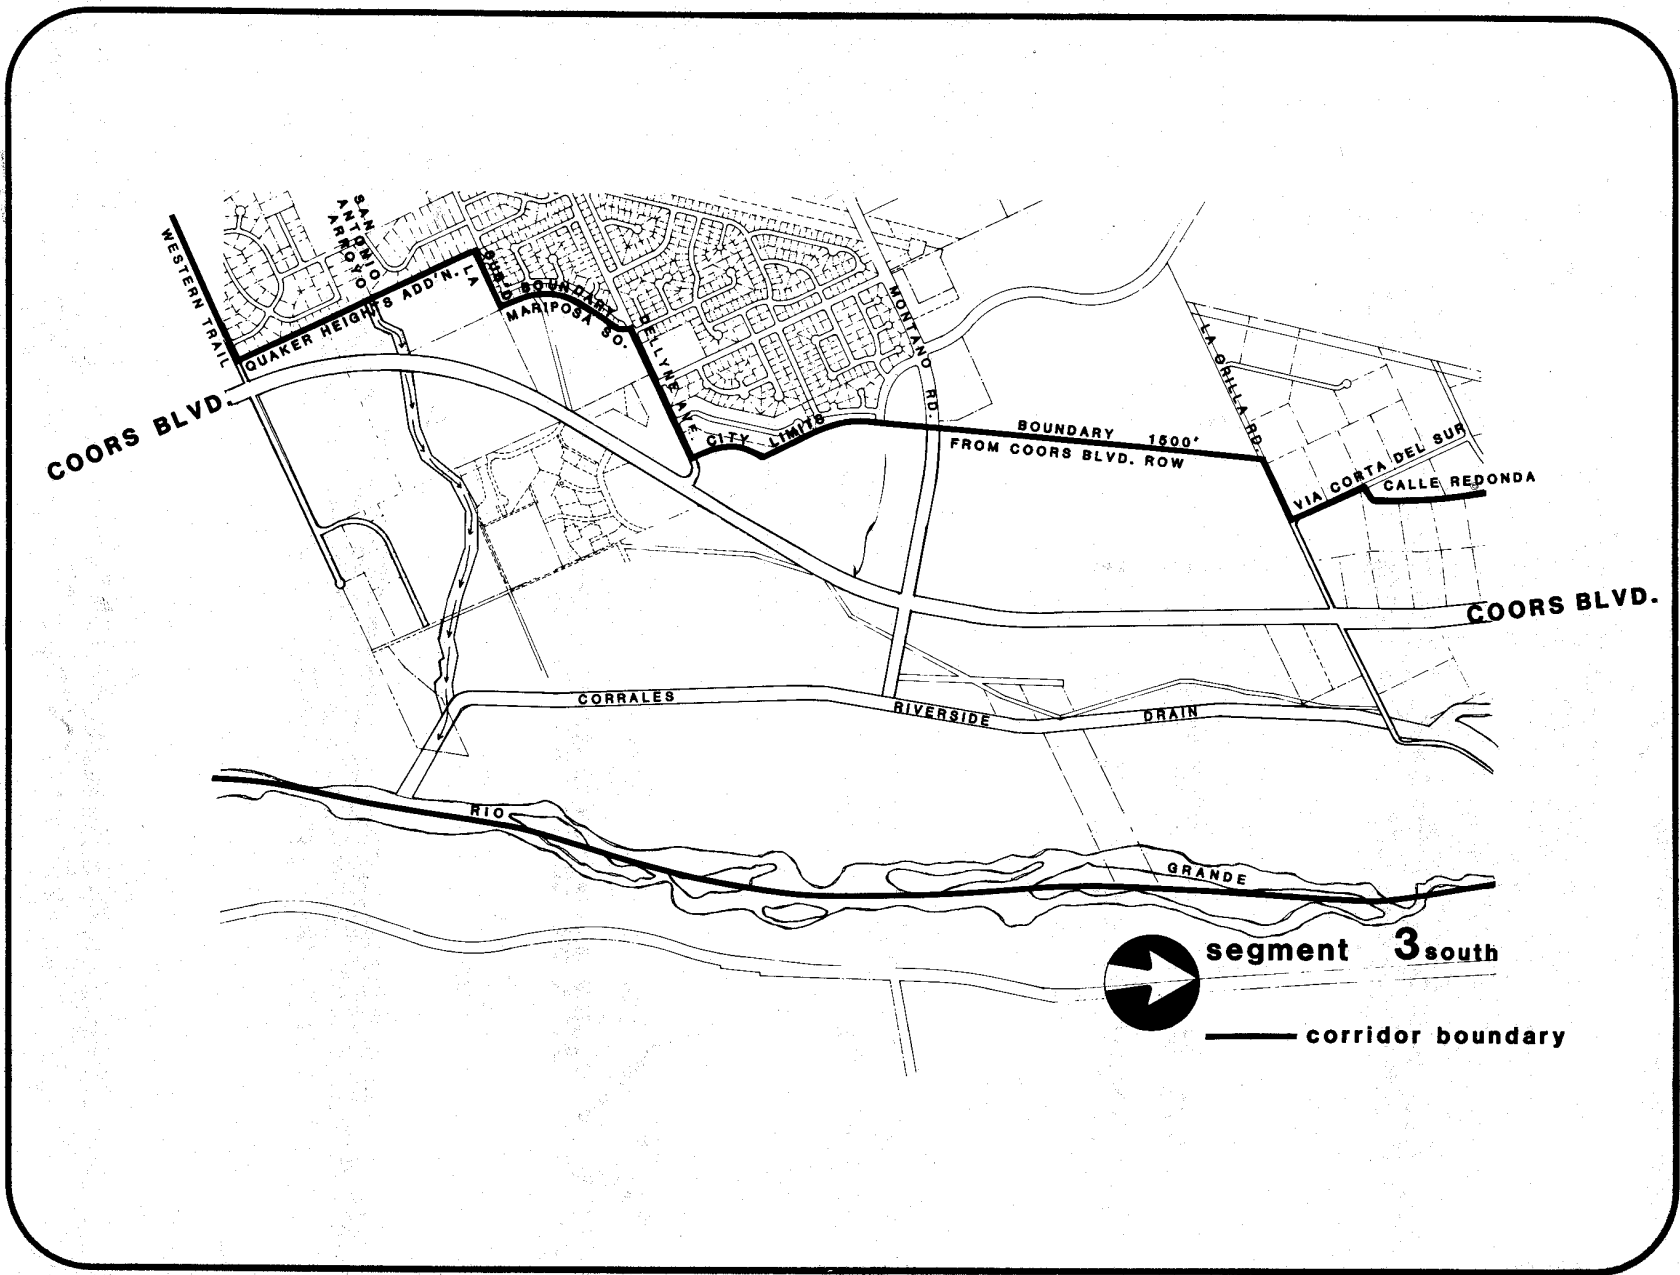 SAN
ANTONIO
ARROYO
WESTERN TRAIL
QUAKER HEIGHTS ADD'N.
LA
SUB'D. BOUNDARY
MARIPOSA SO.
DELLYNE AVE.
MONTANO RD.
CITY LIMITS
BOUNDARY 1500'
FROM COORS BLVD. ROW
LA ORILLA RD.
VIA CORTA DEL SUR
CALLE REDONDA
COORS BLVD.
COORS BLVD.
CORRALES
RIVERSIDE
DRAIN
RIO
GRANDE
segment 3 south
corridor boundary